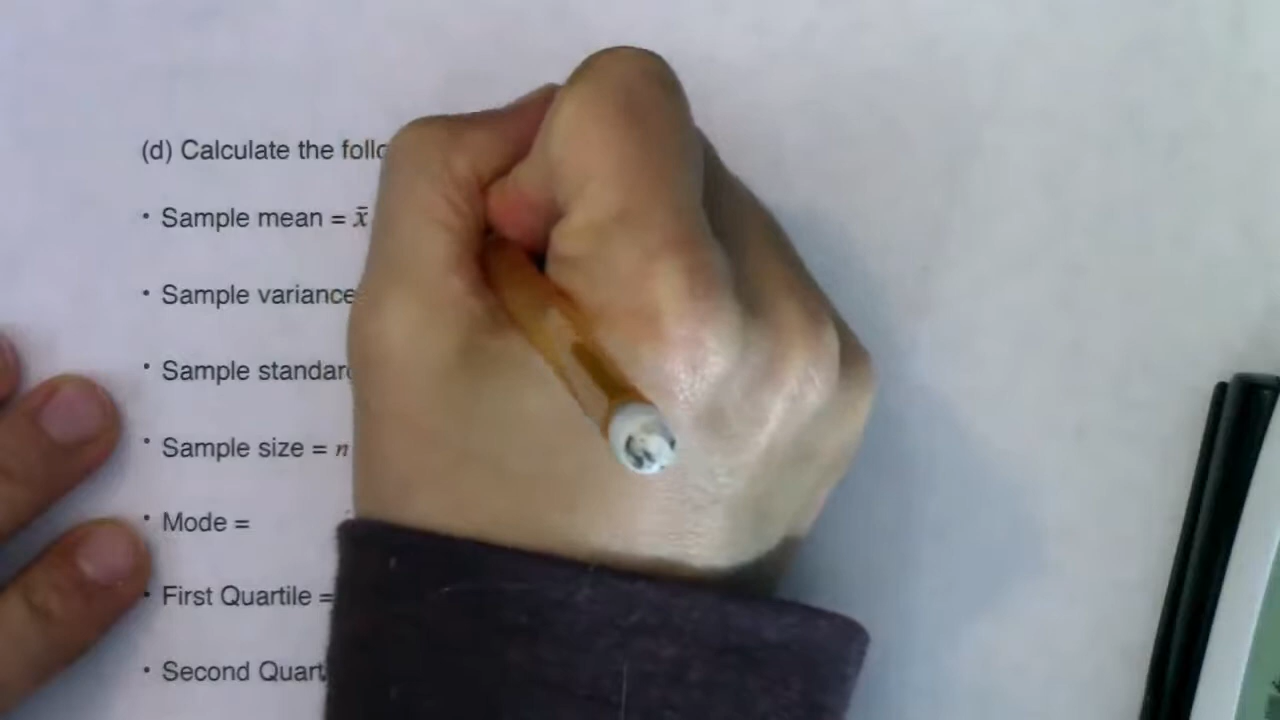 (d) Calculate the follo
• Sample mean = x̄
• Sample variance
• Sample standard
• Sample size = n
• Mode =
• First Quartile =
• Second Quart